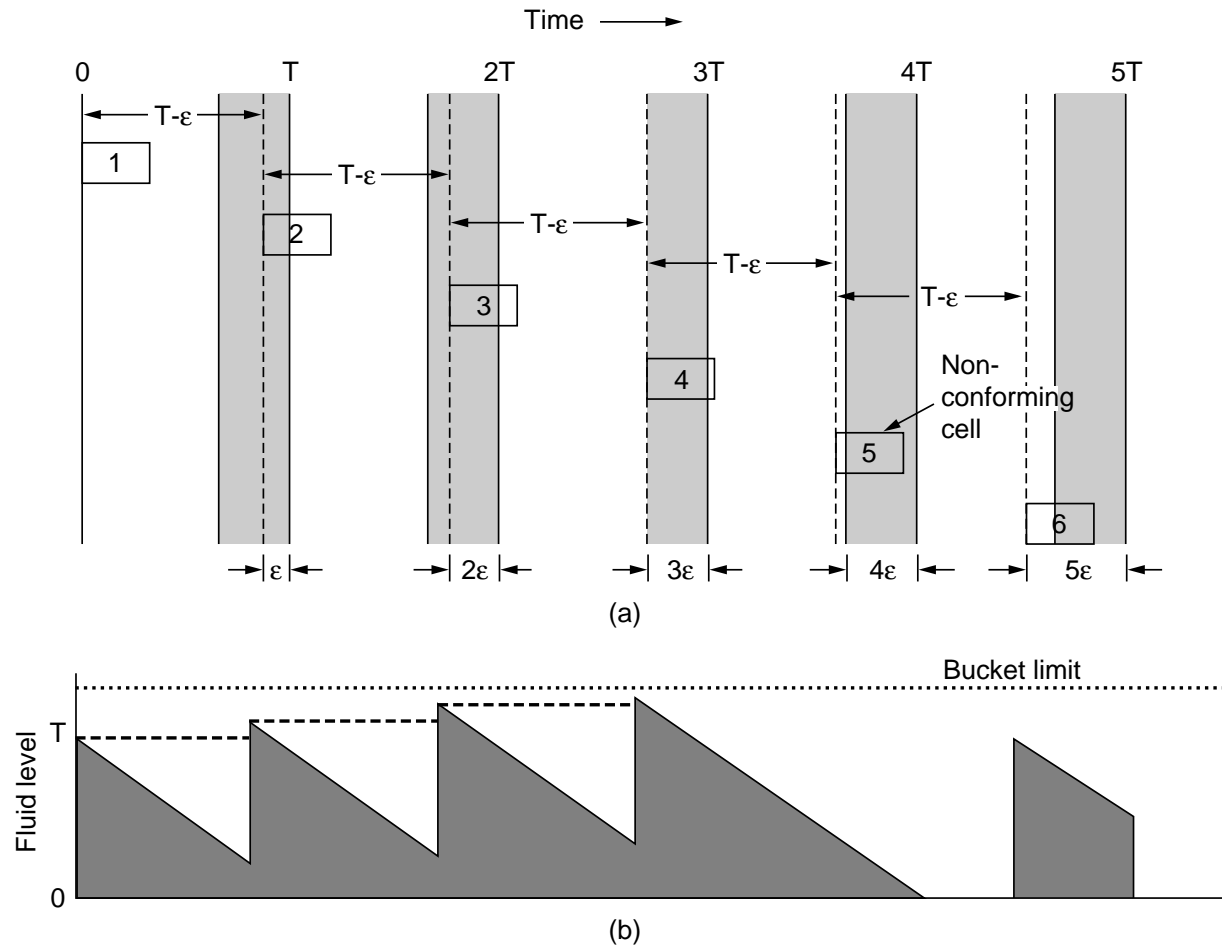 Time
0 T 2T 3T 4T 5T
T-ε
1
T-ε
2
T-ε
3
T-ε
4
T-ε
Non-
conforming
cell
5
6
ε 2ε 3ε 4ε 5ε
(a)
Bucket limit
T
Fluid level
0
(b)